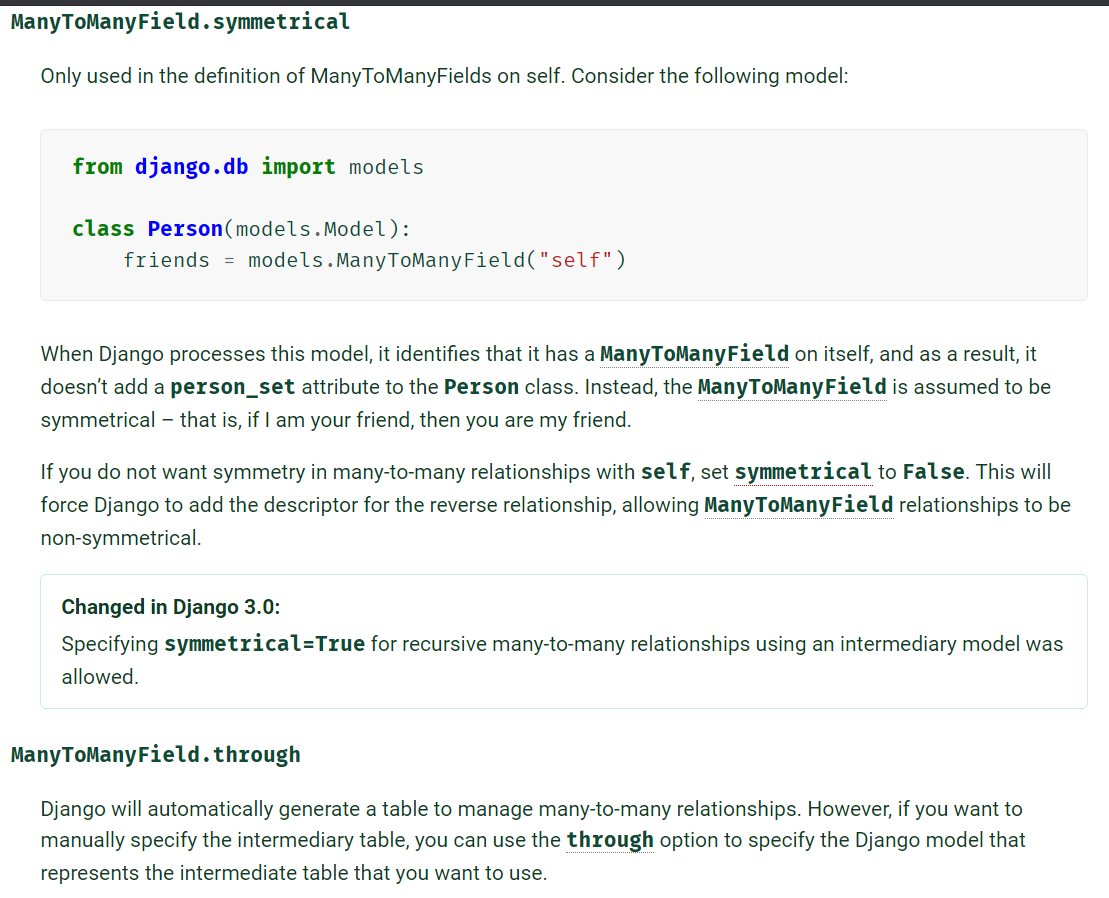 ManyToManyField.symmetrical
Only used in the definition of ManyToManyFields on self. Consider the following model:
from django.db import models
class Person(models.Model):
    friends = models.ManyToManyField("self")
When Django processes this model, it identifies that it has a ManyToManyField on itself, and as a result, it
doesn’t add a person_set attribute to the Person class. Instead, the ManyToManyField is assumed to be
symmetrical – that is, if I am your friend, then you are my friend.
If you do not want symmetry in many-to-many relationships with self, set symmetrical to False. This will
force Django to add the descriptor for the reverse relationship, allowing ManyToManyField relationships to be
non-symmetrical.
Changed in Django 3.0:
Specifying symmetrical=True for recursive many-to-many relationships using an intermediary model was
allowed.
ManyToManyField.through
Django will automatically generate a table to manage many-to-many relationships. However, if you want to
manually specify the intermediary table, you can use the through option to specify the Django model that
represents the intermediate table that you want to use.